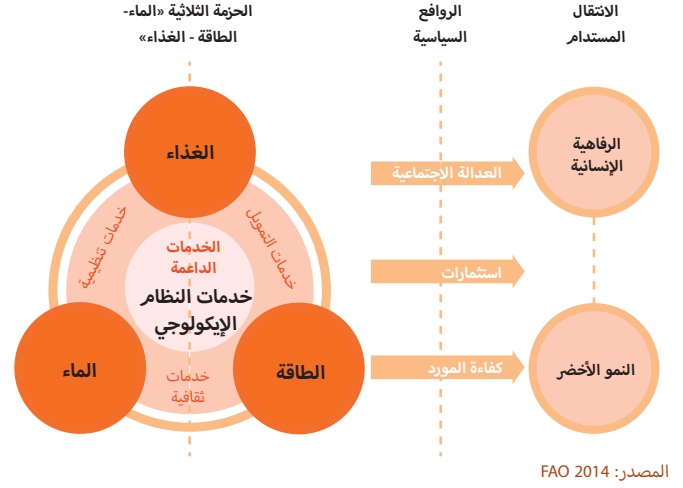 الحزمة الثلاثية «الماء-
الطاقة - الغذاء»
الروافع
السياسية
الانتقال
المستدام
الغذاء
خدمات تنظيمية
خدمات التمويل
الخدمات
الداعمة
خدمات النظام
الإيكولوجي
الماء
الطاقة
خدمات
ثقافية
العدالة الاجتماعية
استثمارات
كفاءة المورد
الرفاهية
الإنسانية
النمو الأخضر
المصدر: FAO 2014